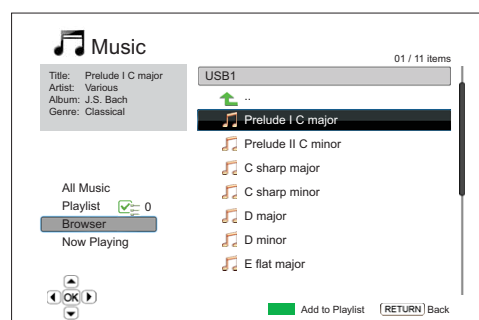 Music
01 / 11 items
Title: Prelude I C major
Artist: Various
Album: J.S. Bach
Genre: Classical
USB1
..
Prelude I C major
Prelude II C minor
C sharp major
C sharp minor
D major
D minor
E flat major
All Music
Playlist 0
Browser
Now Playing
OK
Add to Playlist RETURN Back